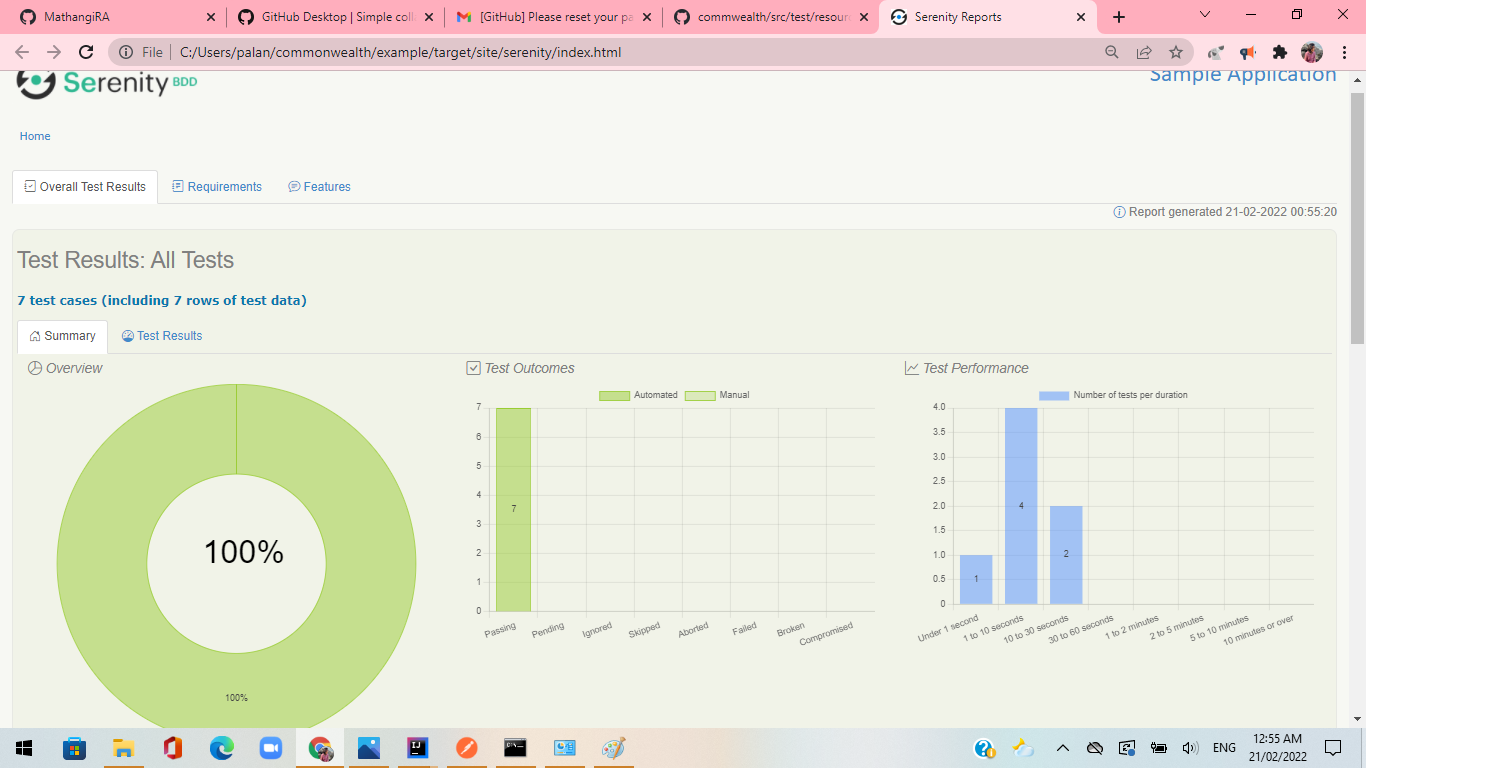 MathangiRA
GitHub Desktop | Simple coll
[GitHub] Please reset your pa
commwealth/src/test/resour
Serenity Reports
File
C:/Users/palan/commonwealth/example/target/site/serenity/index.html
Serenity BDD
Sample Application
Home
Overall Test Results
Requirements
Features
Report generated 21-02-2022 00:55:20
Test Results: All Tests
7 test cases (including 7 rows of test data)
Summary
Test Results
Overview
100%
100%
Test Outcomes
Automated
Manual
7
6
5
4
3
2
1
0
7
Passing
Pending
Ignored
Skipped
Aborted
Failed
Broken
Compromised
Test Performance
Number of tests per duration
4.0
3.5
3.0
2.5
2.0
1.5
1.0
0.5
0
1
4
2
Under 1 second
1 to 10 seconds
10 to 30 seconds
30 to 60 seconds
1 to 2 minutes
2 to 5 minutes
5 to 10 minutes
10 minutes or over
ENG
12:55 AM
21/02/2022